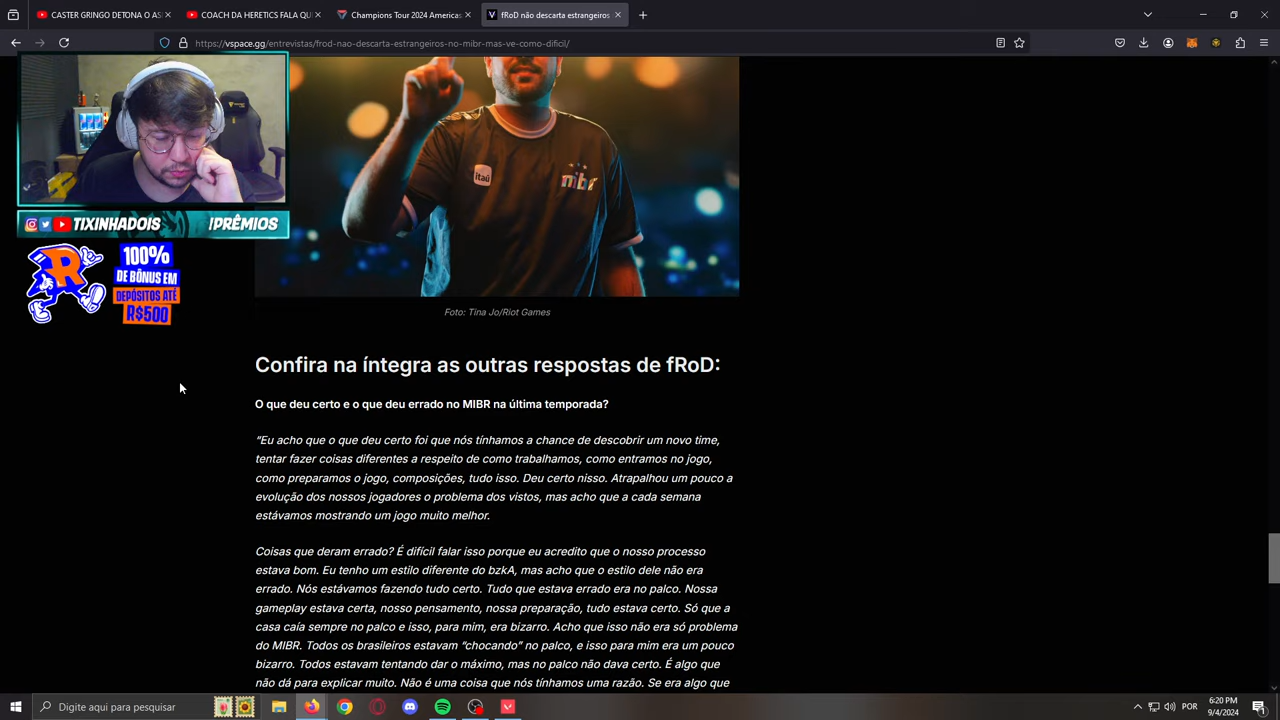 CASTER GRINGO DETONA O AS
COACH DA HERETICS FALA QU
Champions Tour 2024 Americas
fRoD não descarta estrangeiros
https://vspace.gg/entrevistas/frod-nao-descarta-estrangeiros-no-mibr-mas-ve-como-dificil/
itaú
mibr
TIXINHADOIS
!PRÊMIOS
100%
DE BÔNUS EM
DEPÓSITOS ATÉ
R$500
Foto: Tina Jo/Riot Games
Confira na íntegra as outras respostas de fRoD:
O que deu certo e o que deu errado no MIBR na última temporada?
“Eu acho que o que deu certo foi que nós tínhamos a chance de descobrir um novo time,
tentar fazer coisas diferentes a respeito de como trabalhamos, como entramos no jogo,
como preparamos o jogo, composições, tudo isso. Deu certo nisso. Atrapalhou um pouco a
evolução dos nossos jogadores o problema dos vistos, mas acho que a cada semana
estávamos mostrando um jogo muito melhor.
Coisas que deram errado? É difícil falar isso porque eu acredito que o nosso processo
estava bom. Eu tenho um estilo diferente do bzkA, mas acho que o estilo dele não era
errado. Nós estávamos fazendo tudo certo. Tudo que estava errado era no palco. Nossa
gameplay estava certa, nosso pensamento, nossa preparação, tudo estava certo. Só que a
casa caía sempre no palco e isso, para mim, era bizarro. Acho que isso não era só problema
do MIBR. Todos os brasileiros estavam “chocando” no palco, e isso para mim era um pouco
bizarro. Todos estavam tentando dar o máximo, mas no palco não dava certo. É algo que
não dá para explicar muito. Não é uma coisa que nós tínhamos uma razão. Se era algo que
Digite aqui para pesquisar
POR
6:20 PM
9/4/2024